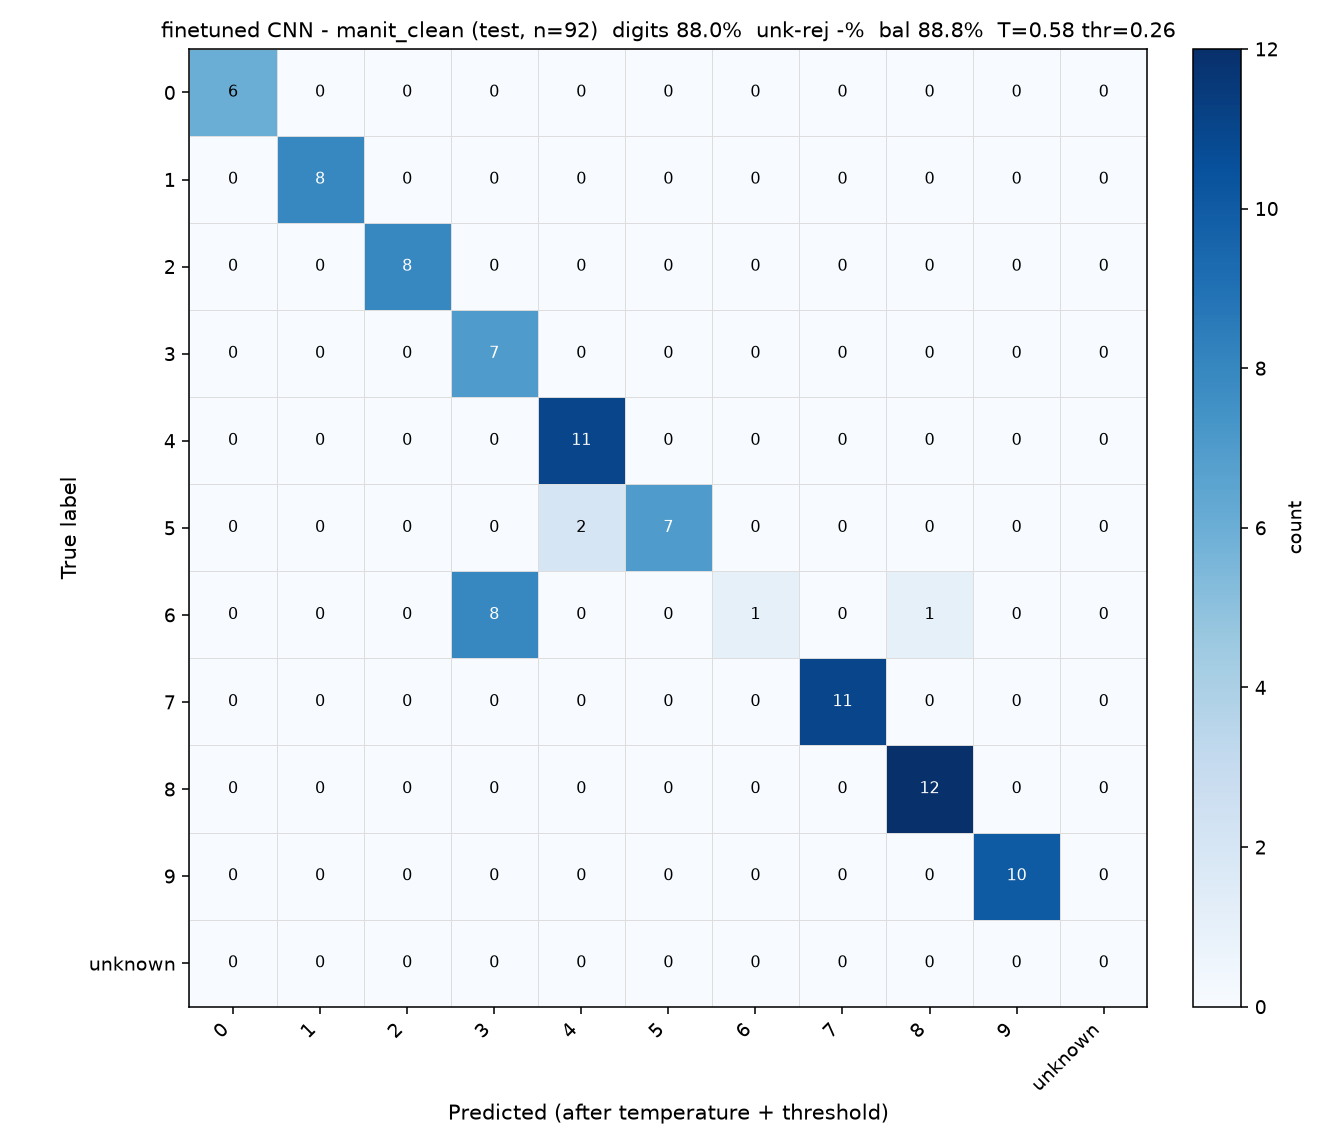 finetuned CNN - manit_clean (test, n=92)  digits 88.0%  unk-rej -%  bal 88.8%  T=0.58 thr=0.26
0 6 0 0 0 0 0 0 0 0 0 0
1 0 8 0 0 0 0 0 0 0 0 0
2 0 0 8 0 0 0 0 0 0 0 0
3 0 0 0 7 0 0 0 0 0 0 0
4 0 0 0 0 11 0 0 0 0 0 0
5 0 0 0 0 2 7 0 0 0 0 0
6 0 0 0 8 0 0 1 0 1 0 0
7 0 0 0 0 0 0 0 11 0 0 0
8 0 0 0 0 0 0 0 0 12 0 0
9 0 0 0 0 0 0 0 0 0 10 0
unknown 0 0 0 0 0 0 0 0 0 0 0
0 1 2 3 4 5 6 7 8 9 unknown
Predicted (after temperature + threshold)
True label
12
10
8
6
4
2
0
count